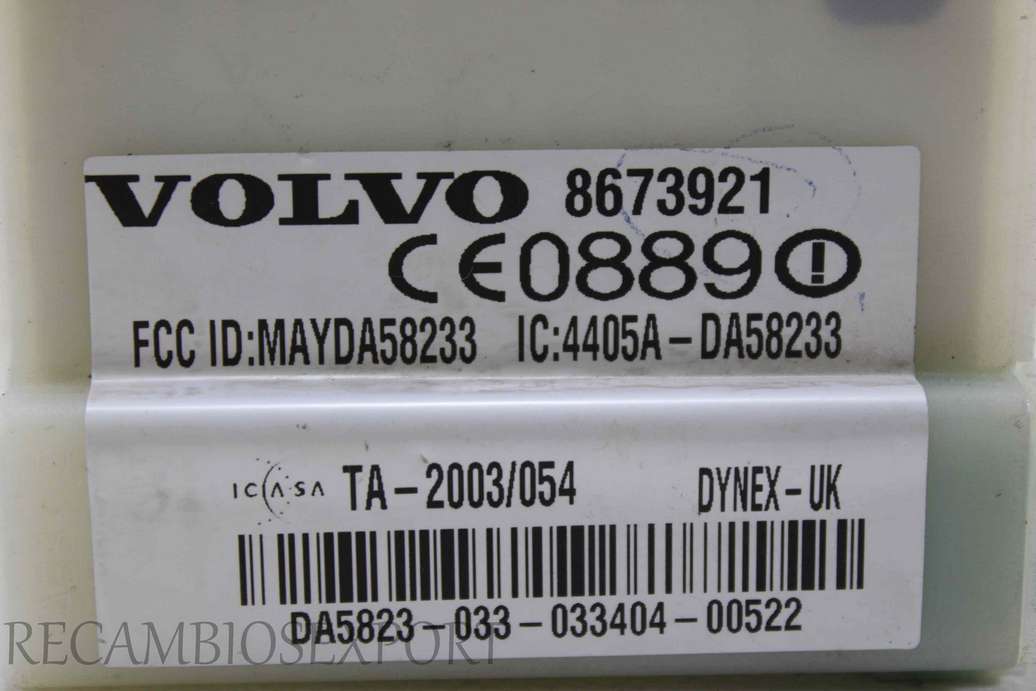 VOLVO 8673921
CE0889
FCC ID:MAYDA58233 IC:4405A-DA58233
ICASA TA-2003/054 DYNEX-UK
DA5823-033-033404-00522
RECAMBIOSEXPORT